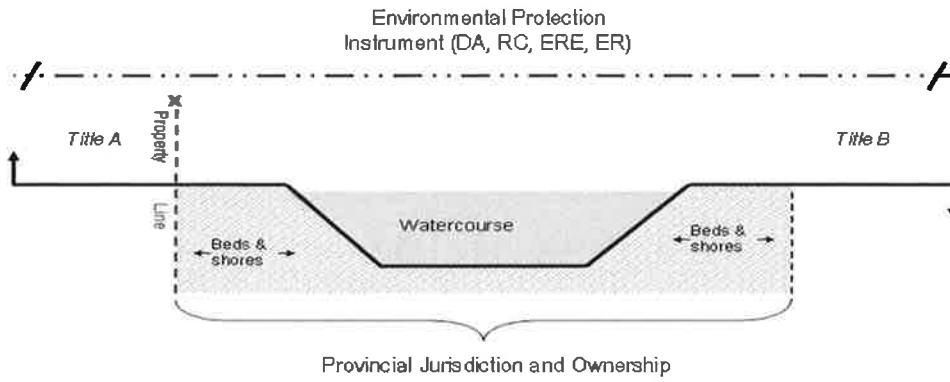 Environmental Protection
Instrument (DA, RC, ERE, ER)
Title A
Property
Line
Title B
Watercourse
Beds &
shores
Beds &
shores
Provincial Jurisdiction and Ownership